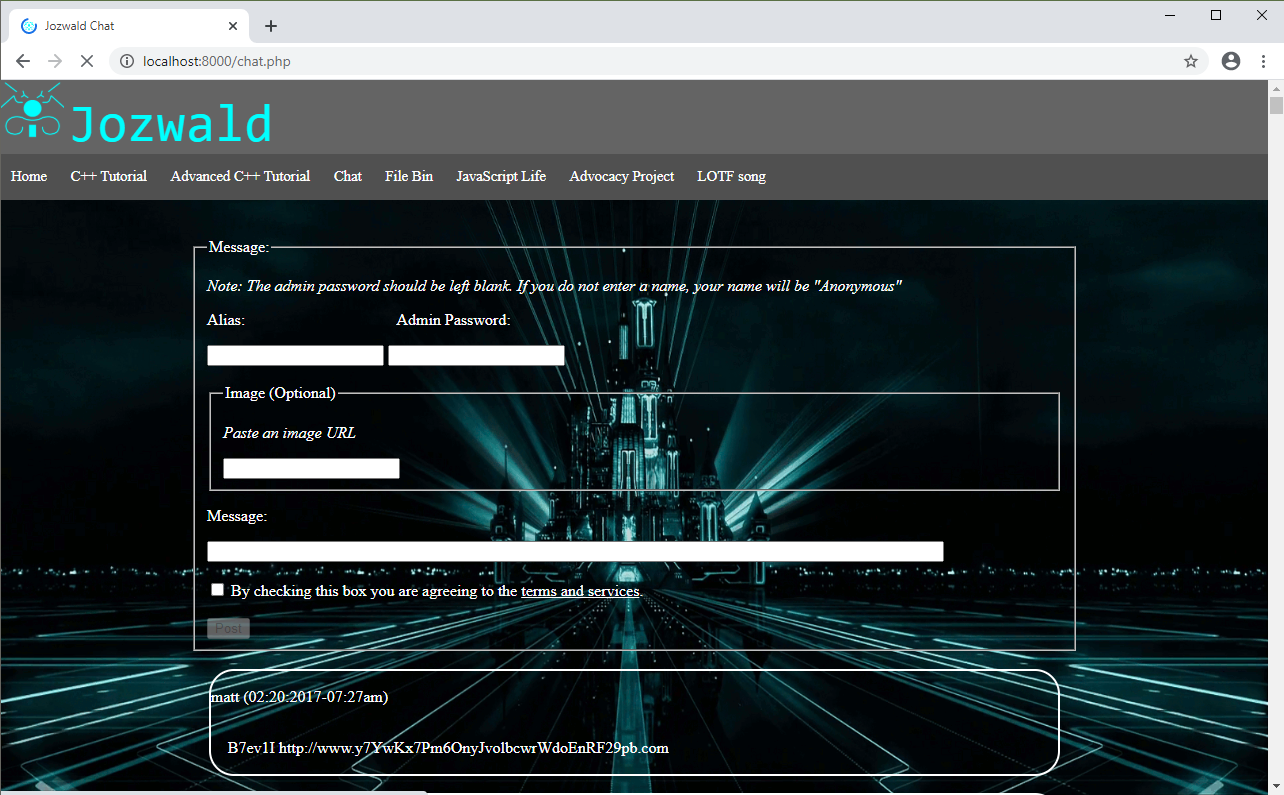 Jozwald Chat
localhost:8000/chat.php
Jozwald
Home C++ Tutorial Advanced C++ Tutorial Chat File Bin JavaScript Life Advocacy Project LOTF song
Message:
Note: The admin password should be left blank. If you do not enter a name, your name will be "Anonymous"
Alias: Admin Password:
Image (Optional)
Paste an image URL
Message:
By checking this box you are agreeing to the terms and services.
Post
matt (02:20:2017-07:27am)
B7ev1I http://www.y7YwKx7Pm6OnyJvolbcwrWdoEnRF29pb.com